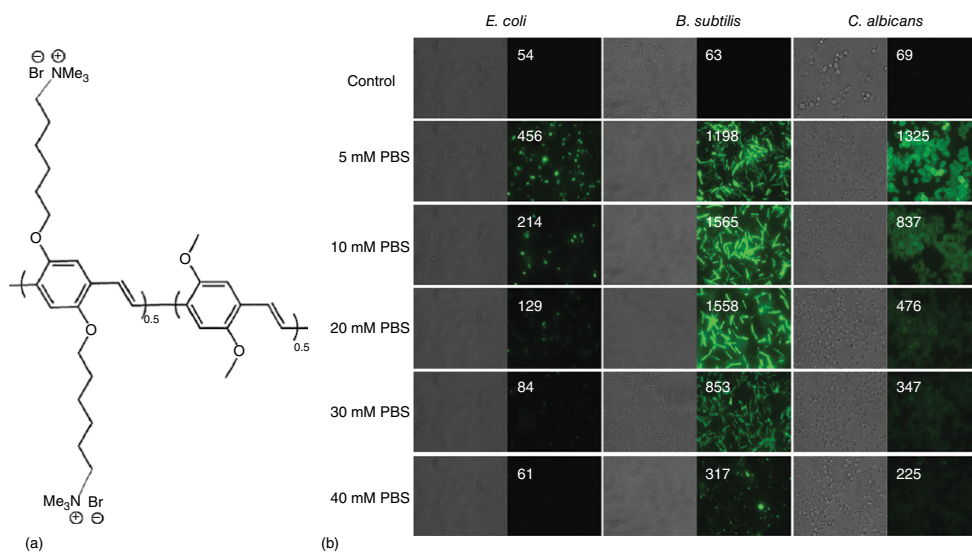 ⊖ ⊕
Br NMe3
O
O
0.5
O
O
0.5
Me3N Br
⊕ ⊖
(a)
E. coli B. subtilis C. albicans
Control 54 63 69
5 mM PBS 456 1198 1325
10 mM PBS 214 1565 837
20 mM PBS 129 1558 476
30 mM PBS 84 853 347
40 mM PBS 61 317 225
(b)